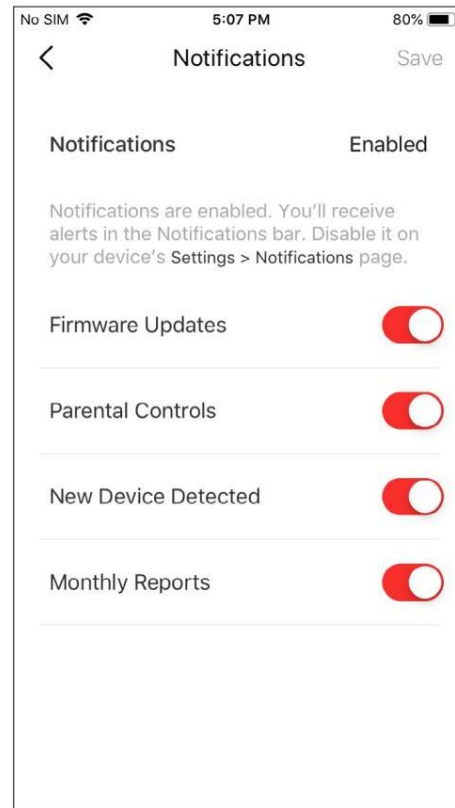 No SIM 5:07 PM 80%
Notifications Save
Notifications Enabled
Notifications are enabled. You'll receive
alerts in the Notifications bar. Disable it on
your device's Settings > Notifications page.
Firmware Updates
Parental Controls
New Device Detected
Monthly Reports